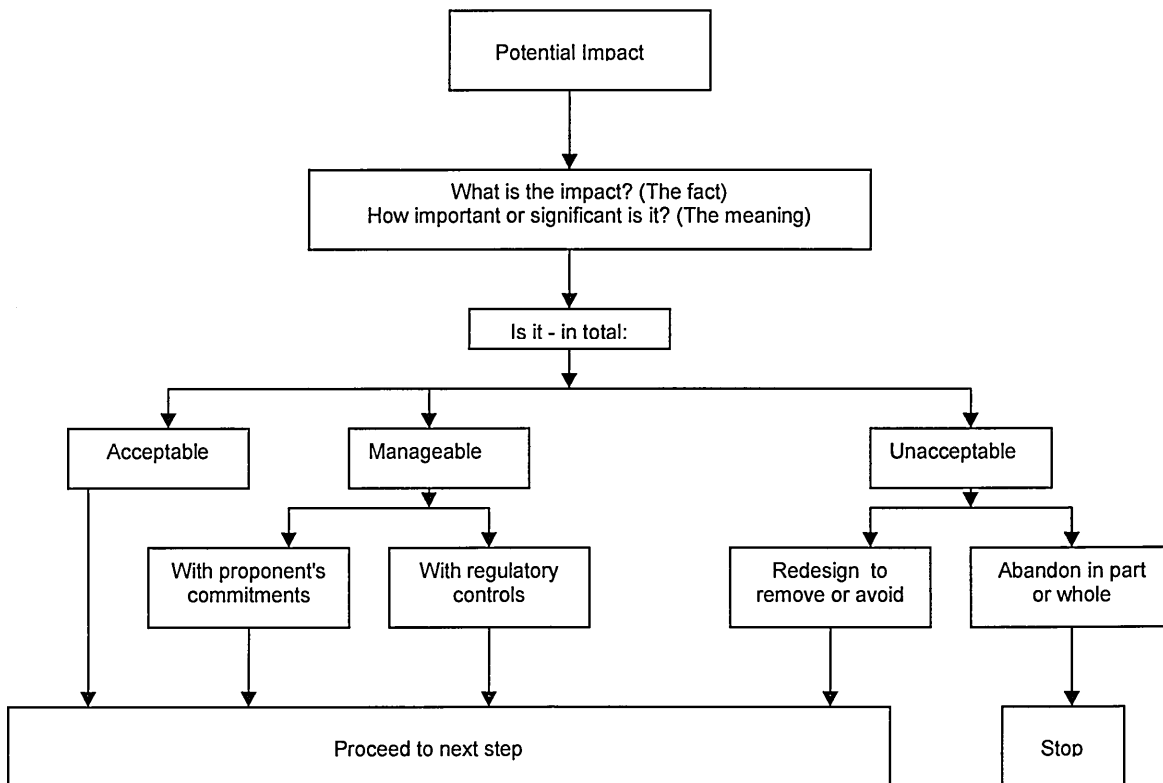 Potential Impact
What is the impact? (The fact)
How important or significant is it? (The meaning)
Is it - in total:
Acceptable
Manageable
Unacceptable
With proponent's
commitments
With regulatory
controls
Redesign to
remove or avoid
Abandon in part
or whole
Proceed to next step
Stop